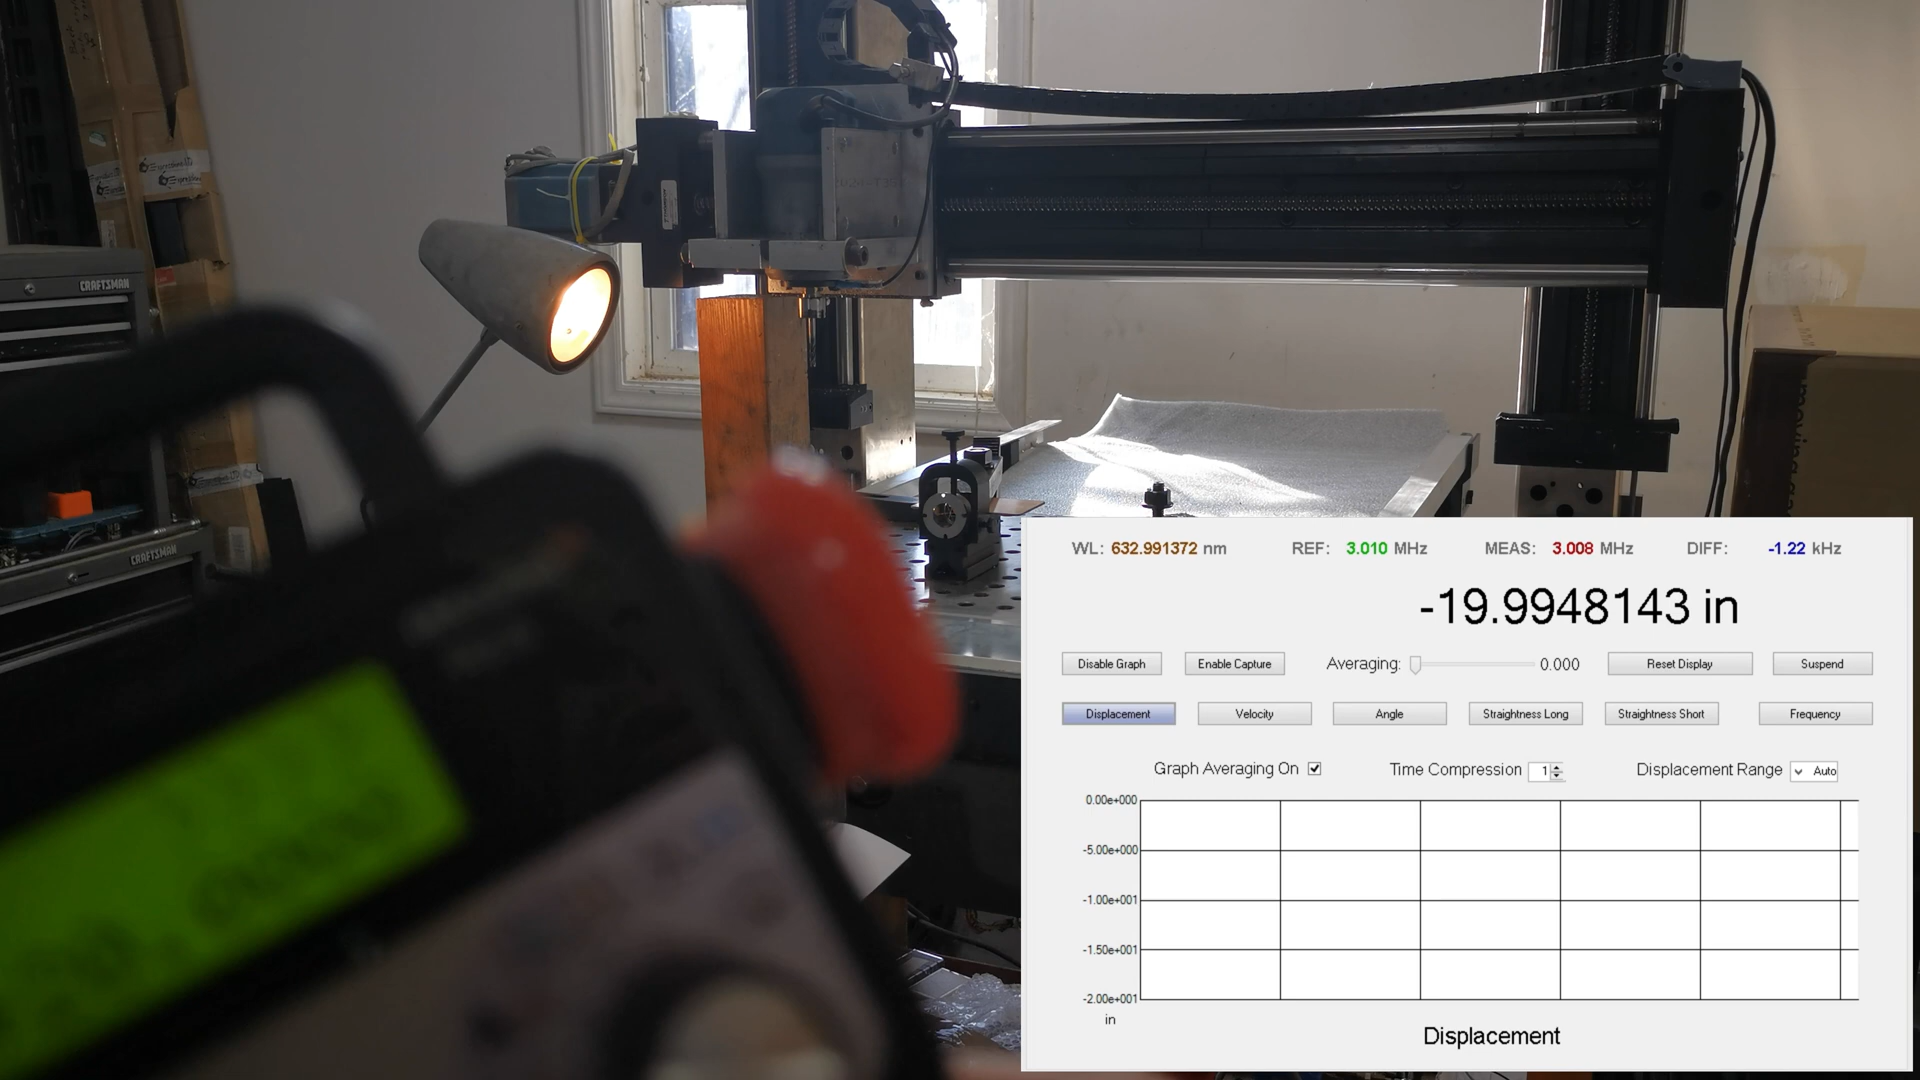 CRAFTSMAN
CRAFTSMAN
WL: 632.991372 nm REF: 3.010 MHz MEAS: 3.008 MHz DIFF: -1.22 kHz
-19.9948143 in
Disable Graph Enable Capture Averaging: 0.000 Reset Display Suspend
Displacement Velocity Angle Straightness Long Straightness Short Frequency
Graph Averaging On Time Compression 1 Displacement Range Auto
0.00e+000
-5.00e+000
-1.00e+001
-1.50e+001
-2.00e+001
in
Displacement